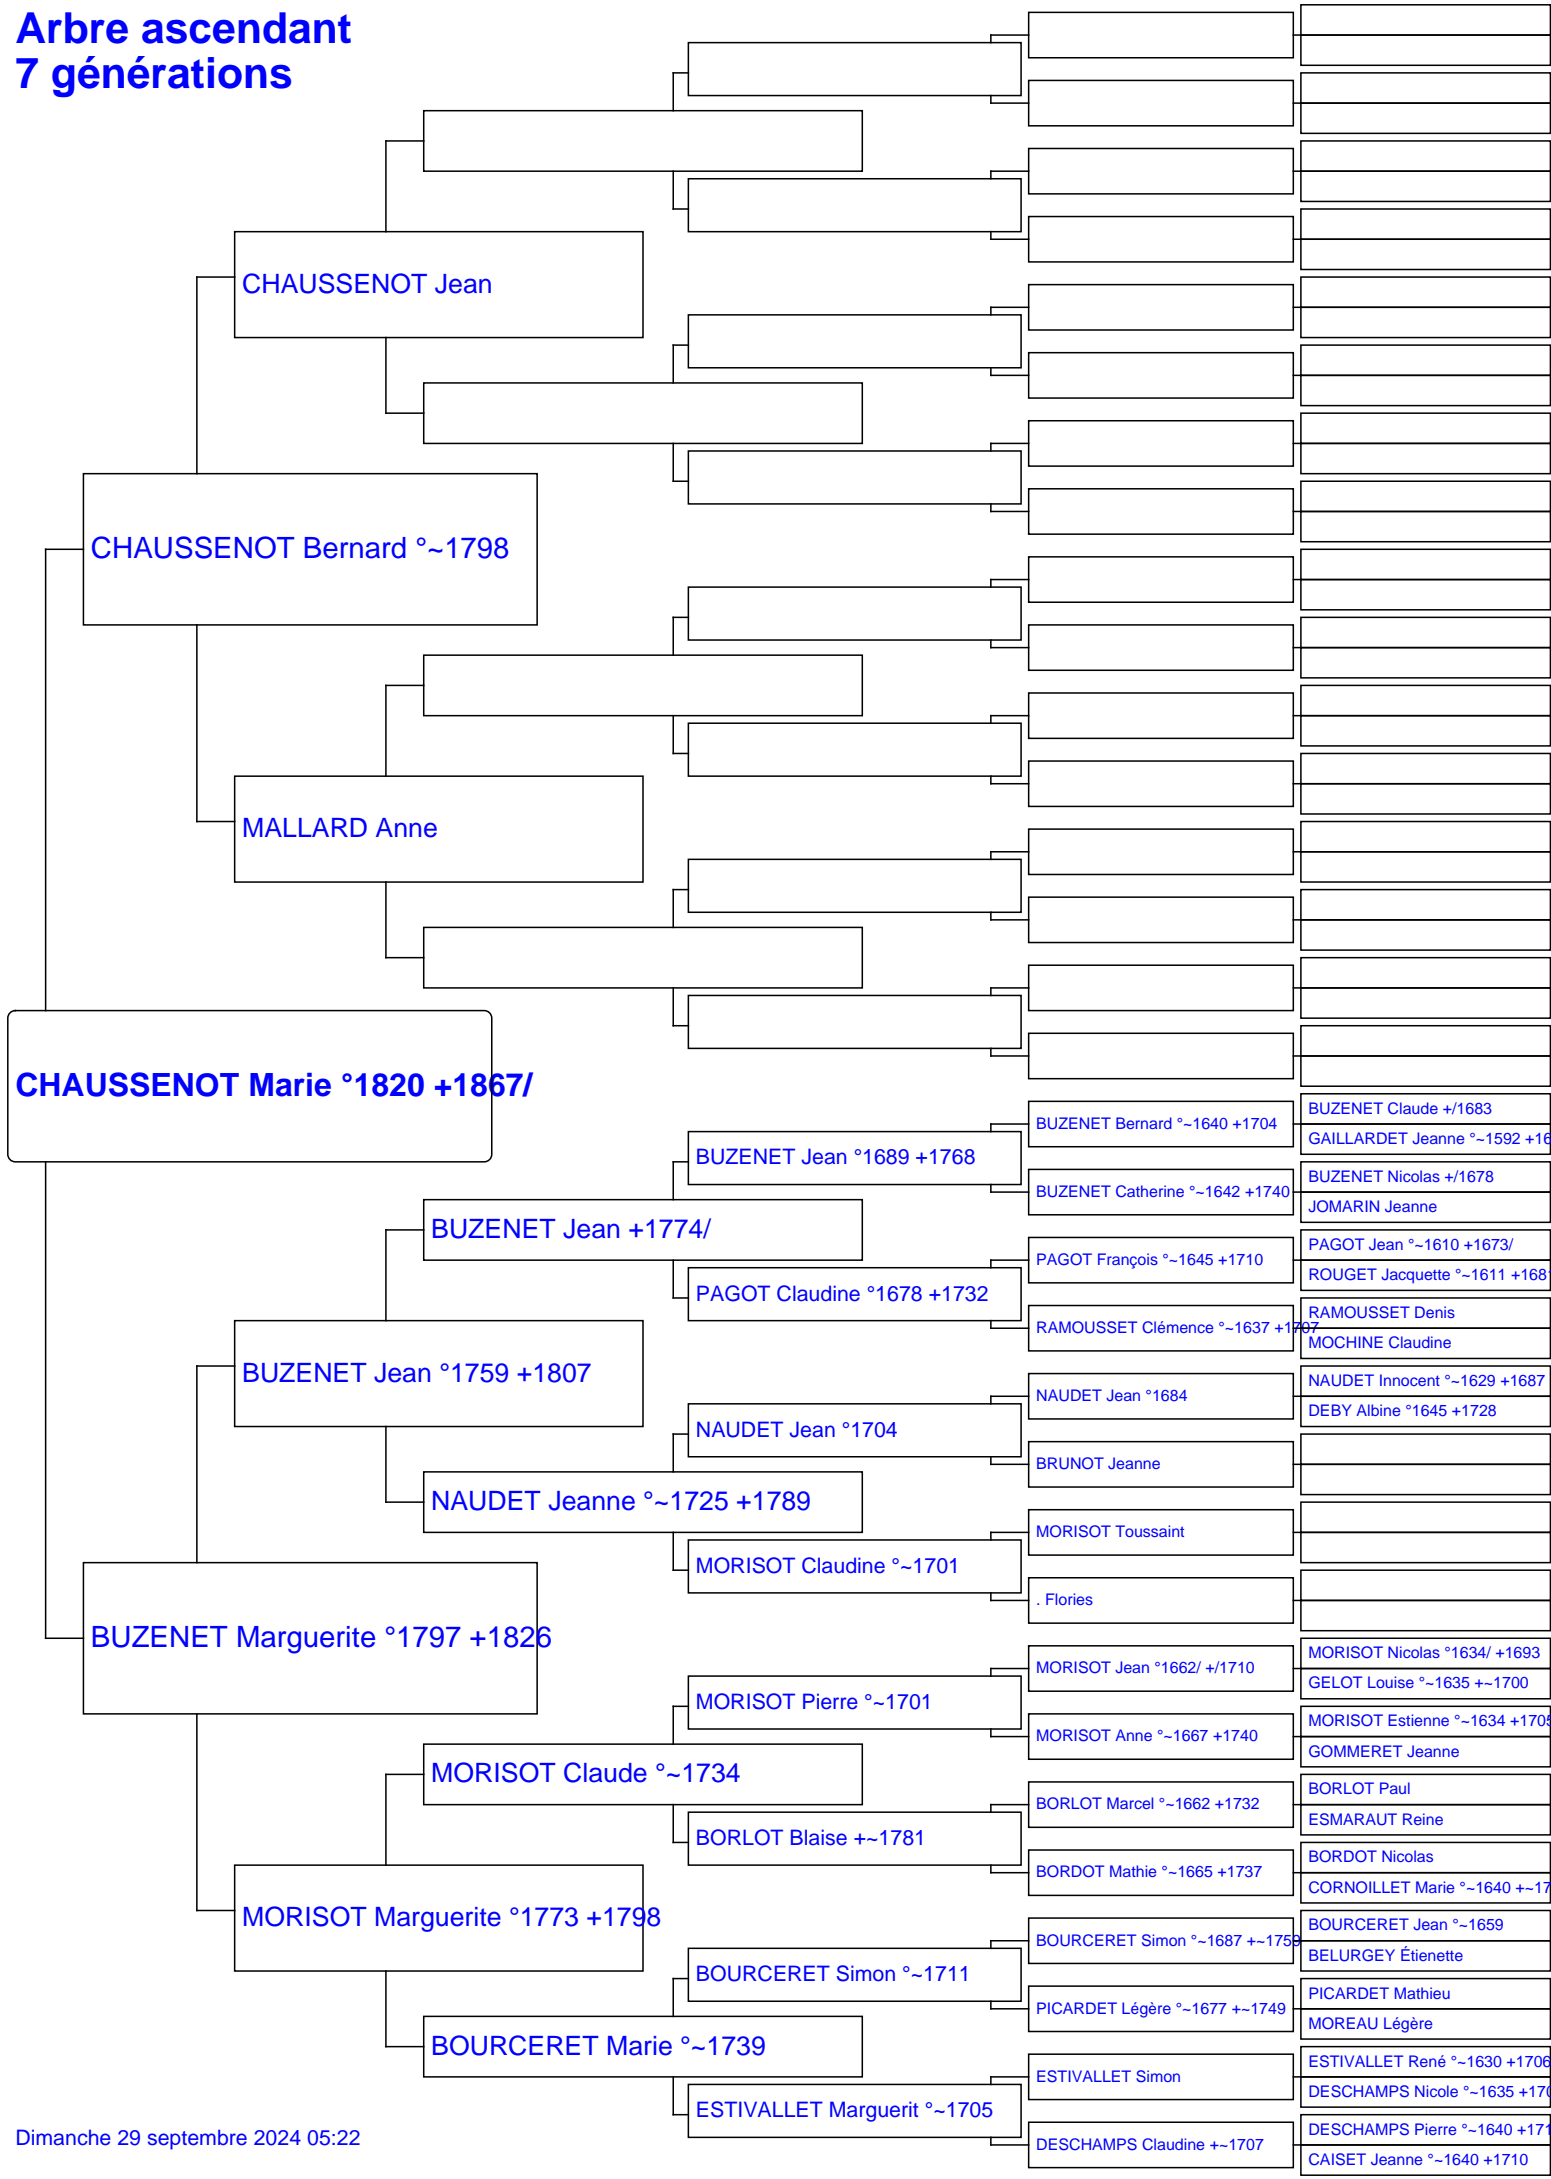 Arbre ascendant
7 générations
CHAUSSENOT Jean
CHAUSSENOT Bernard °~1798
MALLARD Anne
CHAUSSENOT Marie °1820 +1867/
BUZENET Claude +/1683
BUZENET Bernard °~1640 +1704
GAILLARDET Jeanne °~1592 +16
BUZENET Jean °1689 +1768
BUZENET Nicolas +/1678
BUZENET Catherine °~1642 +1740
JOMARIN Jeanne
BUZENET Jean +1774/
PAGOT Jean °~1610 +1673/
PAGOT François °~1645 +1710
ROUGET Jacquette °~1611 +168
PAGOT Claudine °1678 +1732
RAMOUSSET Denis
RAMOUSSET Clémence °~1637 +1707
MOCHINE Claudine
BUZENET Jean °1759 +1807
NAUDET Innocent °~1629 +1687
NAUDET Jean °1684
DEBY Albine °1645 +1728
NAUDET Jean °1704
BRUNOT Jeanne
NAUDET Jeanne °~1725 +1789
MORISOT Toussaint
MORISOT Claudine °~1701
. Flories
BUZENET Marguerite °1797 +1826
MORISOT Nicolas °1634/ +1693
MORISOT Jean °1662/ +/1710
GELOT Louise °~1635 +~1700
MORISOT Pierre °~1701
MORISOT Estienne °~1634 +1705
MORISOT Anne °~1667 +1740
GOMMERET Jeanne
MORISOT Claude °~1734
BORLOT Paul
BORLOT Marcel °~1662 +1732
ESMARAUT Reine
BORLOT Blaise +~1781
BORDOT Nicolas
BORDOT Mathie °~1665 +1737
CORNOILLET Marie °~1640 +~17
MORISOT Marguerite °1773 +1798
BOURCERET Jean °~1659
BOURCERET Simon °~1687 +~1759
BELURGEY Étienette
BOURCERET Simon °~1711
PICARDET Mathieu
PICARDET Légère °~1677 +~1749
MOREAU Légère
BOURCERET Marie °~1739
ESTIVALLET René °~1630 +1706
ESTIVALLET Simon
DESCHAMPS Nicole °~1635 +170
ESTIVALLET Marguerit °~1705
DESCHAMPS Pierre °~1640 +171
DESCHAMPS Claudine +~1707
CAISET Jeanne °~1640 +1710
Dimanche 29 septembre 2024 05:22